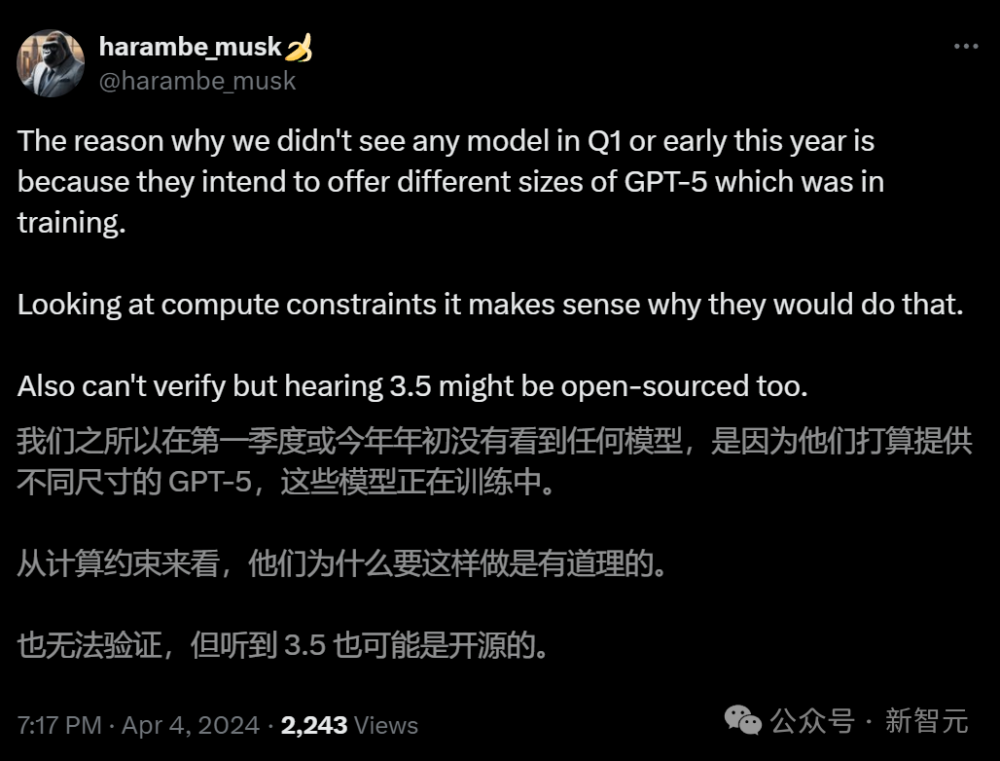 harambe_musk🍌
@harambe_musk
The reason why we didn't see any model in Q1 or early this year is
because they intend to offer different sizes of GPT-5 which was in
training.
Looking at compute constraints it makes sense why they would do that.
Also can't verify but hearing 3.5 might be open-sourced too.
我们之所以在第一季度或今年年初没有看到任何模型，是因为他们打算提供
不同尺寸的 GPT-5，这些模型正在训练中。
从计算约束来看，他们为什么要这样做是有道理的。
也无法验证，但听到 3.5 也可能是开源的。
7:17 PM · Apr 4, 2024 · 2,243 Views
公众号 · 新智元